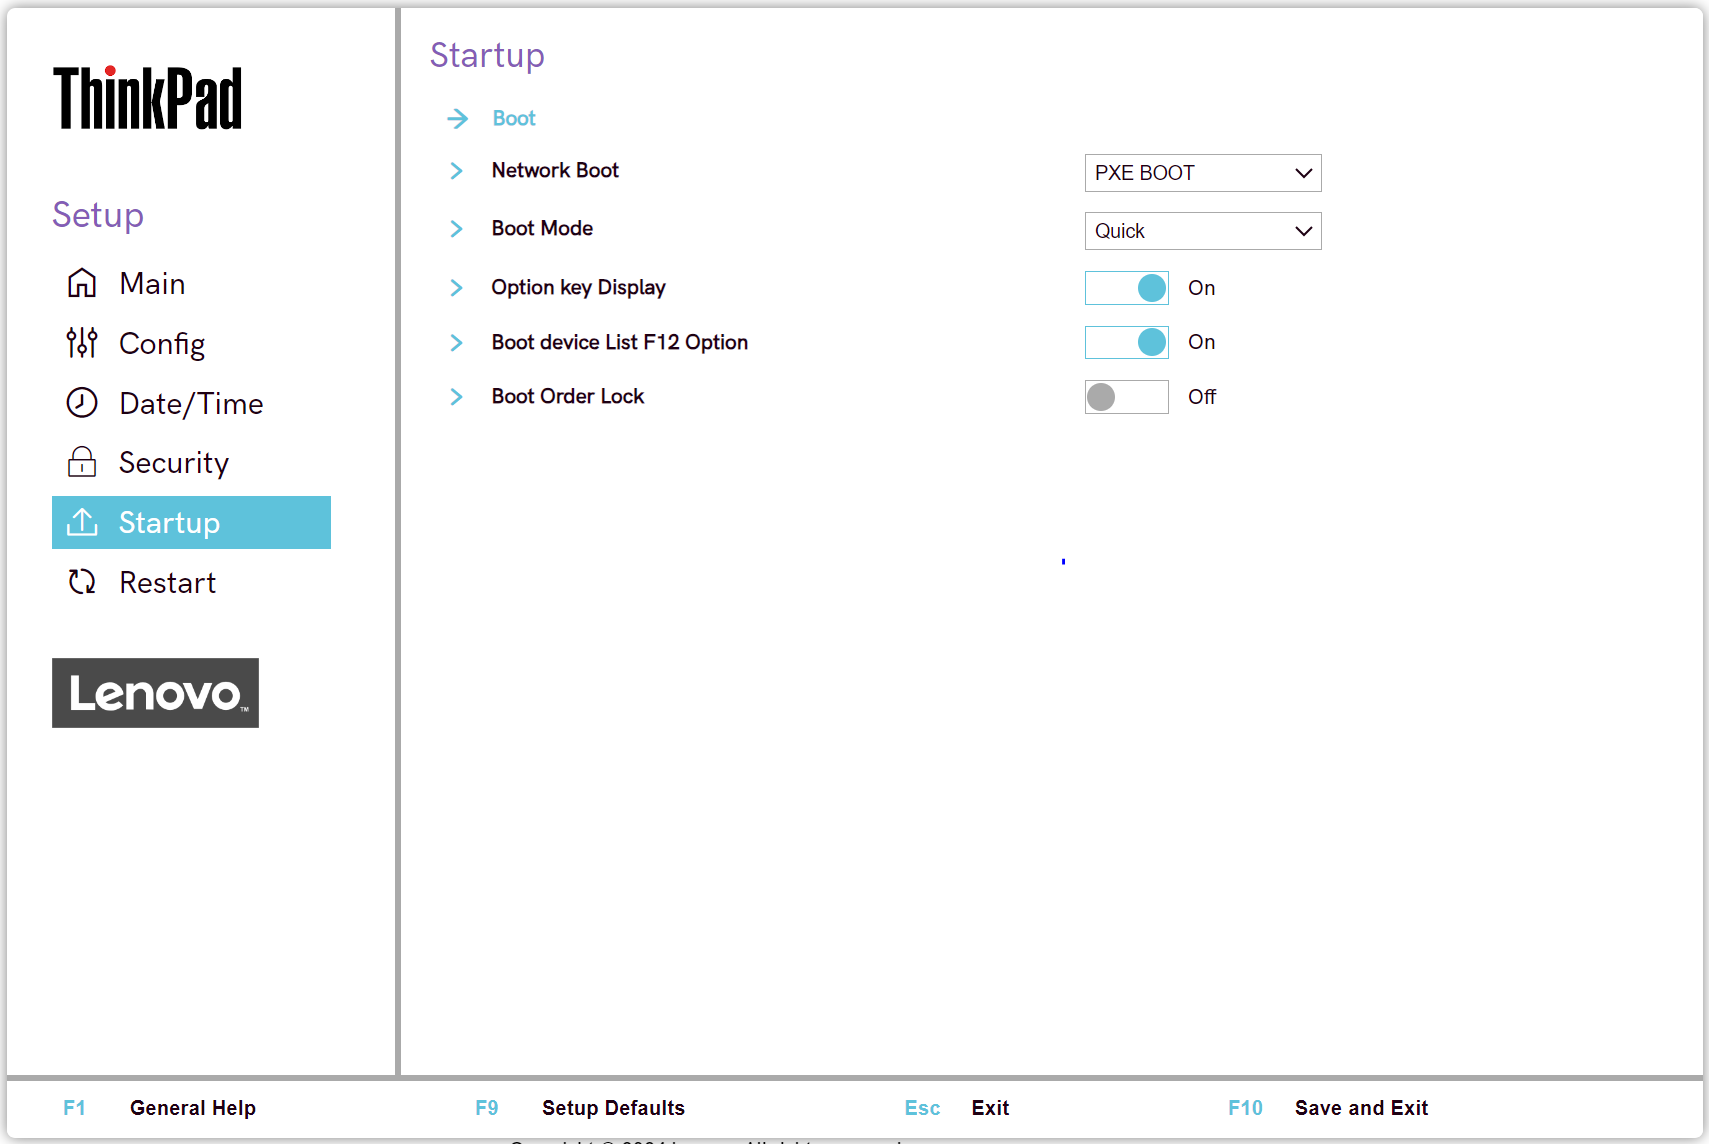 ThinkPad
Setup
Main
Config
Date/Time
Security
Startup
Restart
Lenovo™
Startup
Boot
Network Boot PXE BOOT
Boot Mode Quick
Option key Display On
Boot device List F12 Option On
Boot Order Lock Off
F1 General Help F9 Setup Defaults Esc Exit F10 Save and Exit